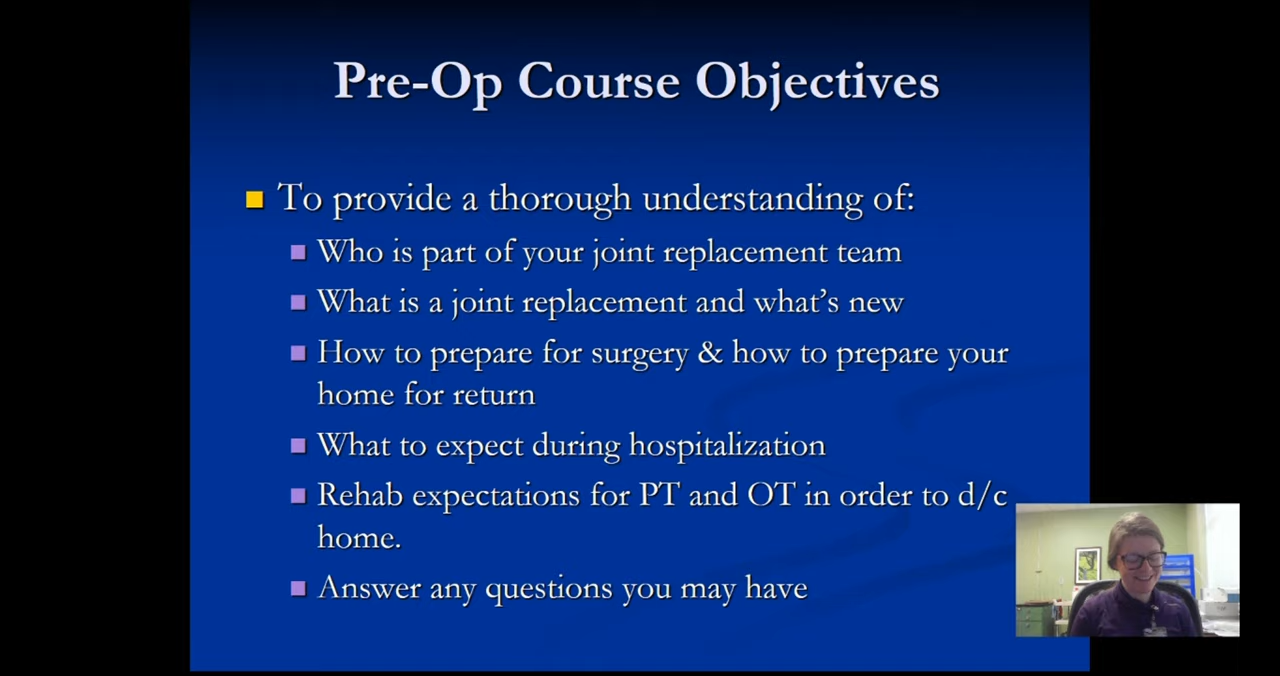 Pre-Op Course Objectives
To provide a thorough understanding of:
Who is part of your joint replacement team
What is a joint replacement and what's new
How to prepare for surgery & how to prepare your
home for return
What to expect during hospitalization
Rehab expectations for PT and OT in order to d/c
home.
Answer any questions you may have